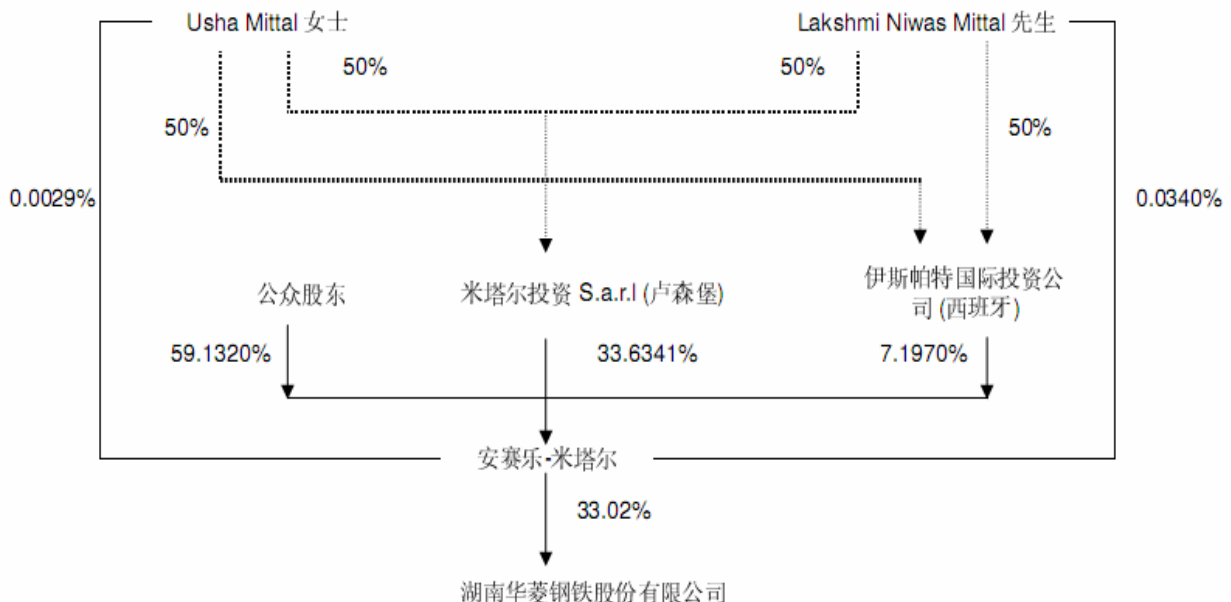 Usha Mittal 女士
Lakshmi Niwas Mittal 先生
50%
50%
50%
50%
0.0029%
0.0340%
公众股东
米塔尔投资 S.a.r.l (卢森堡)
伊斯帕特国际投资公
司 (西班牙)
59.1320%
33.6341%
7.1970%
安赛乐-米塔尔
33.02%
湖南华菱钢铁股份有限公司